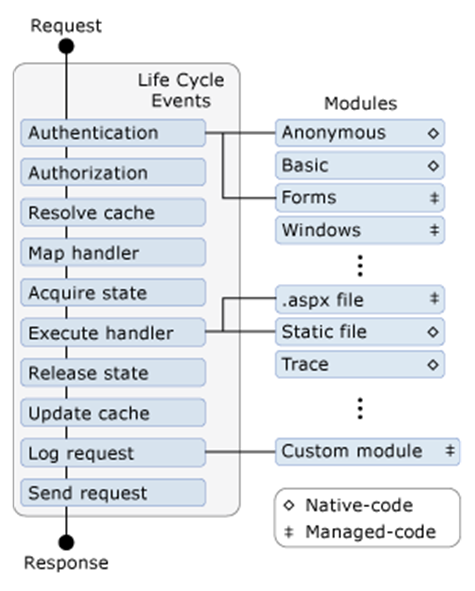 Request
Life Cycle
Events
Modules
Authentication
Authorization
Resolve cache
Map handler
Acquire state
Execute handler
Release state
Update cache
Log request
Send request
Anonymous ◇
Basic ◇
Forms ‡
Windows ‡
.aspx file ‡
Static file ◇
Trace ◇
Custom module ‡
◇ Native-code
‡ Managed-code
Response